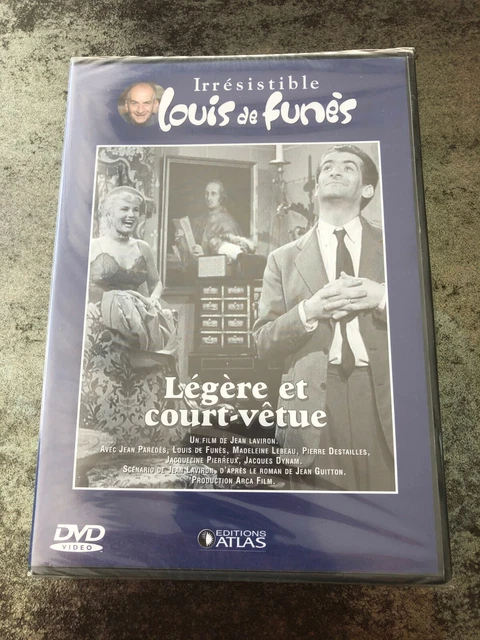 Irrésistible
Louis de Funès
Légère et
court-vêtue
UN FILM DE JEAN LAVIRON.
AVEC JEAN PARÉDÈS, LOUIS DE FUNÈS, MADELEINE LEBEAU, PIERRE DESTAILLES,
JACQUELINE PIERREUX, JACQUES DYNAM.
SCÉNARIO DE JEAN LAVIRON, D'APRÈS LE ROMAN DE JEAN GUITTON.
PRODUCTION ARCA FILM.
DVD
VIDEO
EDITIONS
ATLAS